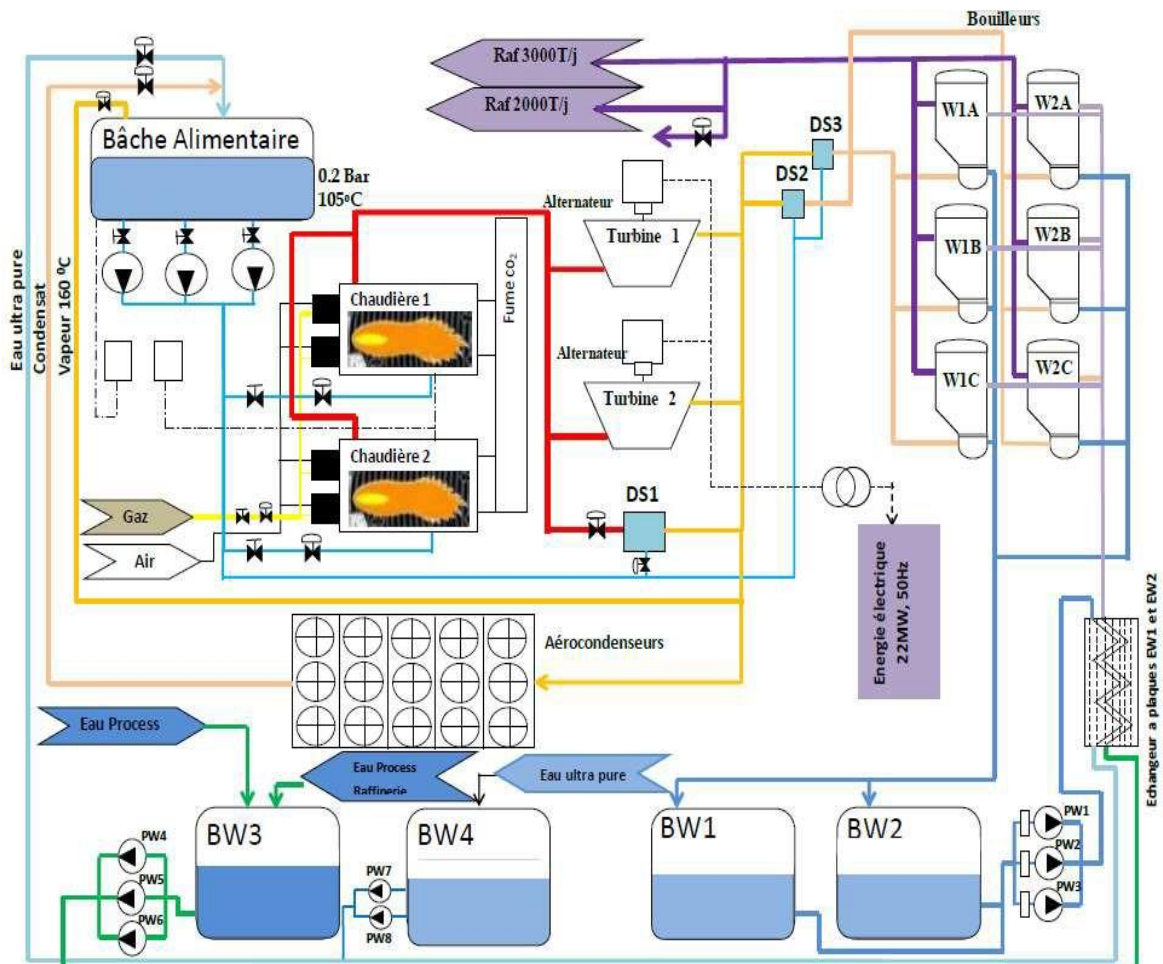 Bouilleurs
Raf 3000T/j
Raf 2000T/j
Bâche Alimentaire
0.2 Bar
105ºC
Eau ultra pure
Condensat
Vapeur 160 ⁰C
Alternateur
Turbine 1
Alternateur
Turbine 2
Chaudière 1
Chaudière 2
Fume co₂
Gaz
Air
DS3
DS2
DS1
W1A
W2A
W1B
W2B
W1C
W2C
Energie électrique
22MW, 50Hz
Aérocondenseurs
Echangeur a plaques EW1 et EW2
Eau Process
Eau Process
Raffinerie
Eau ultra pure
BW3
BW4
BW1
BW2
PW4
PW5
PW6
PW7
PW8
PW1
PW2
PW3